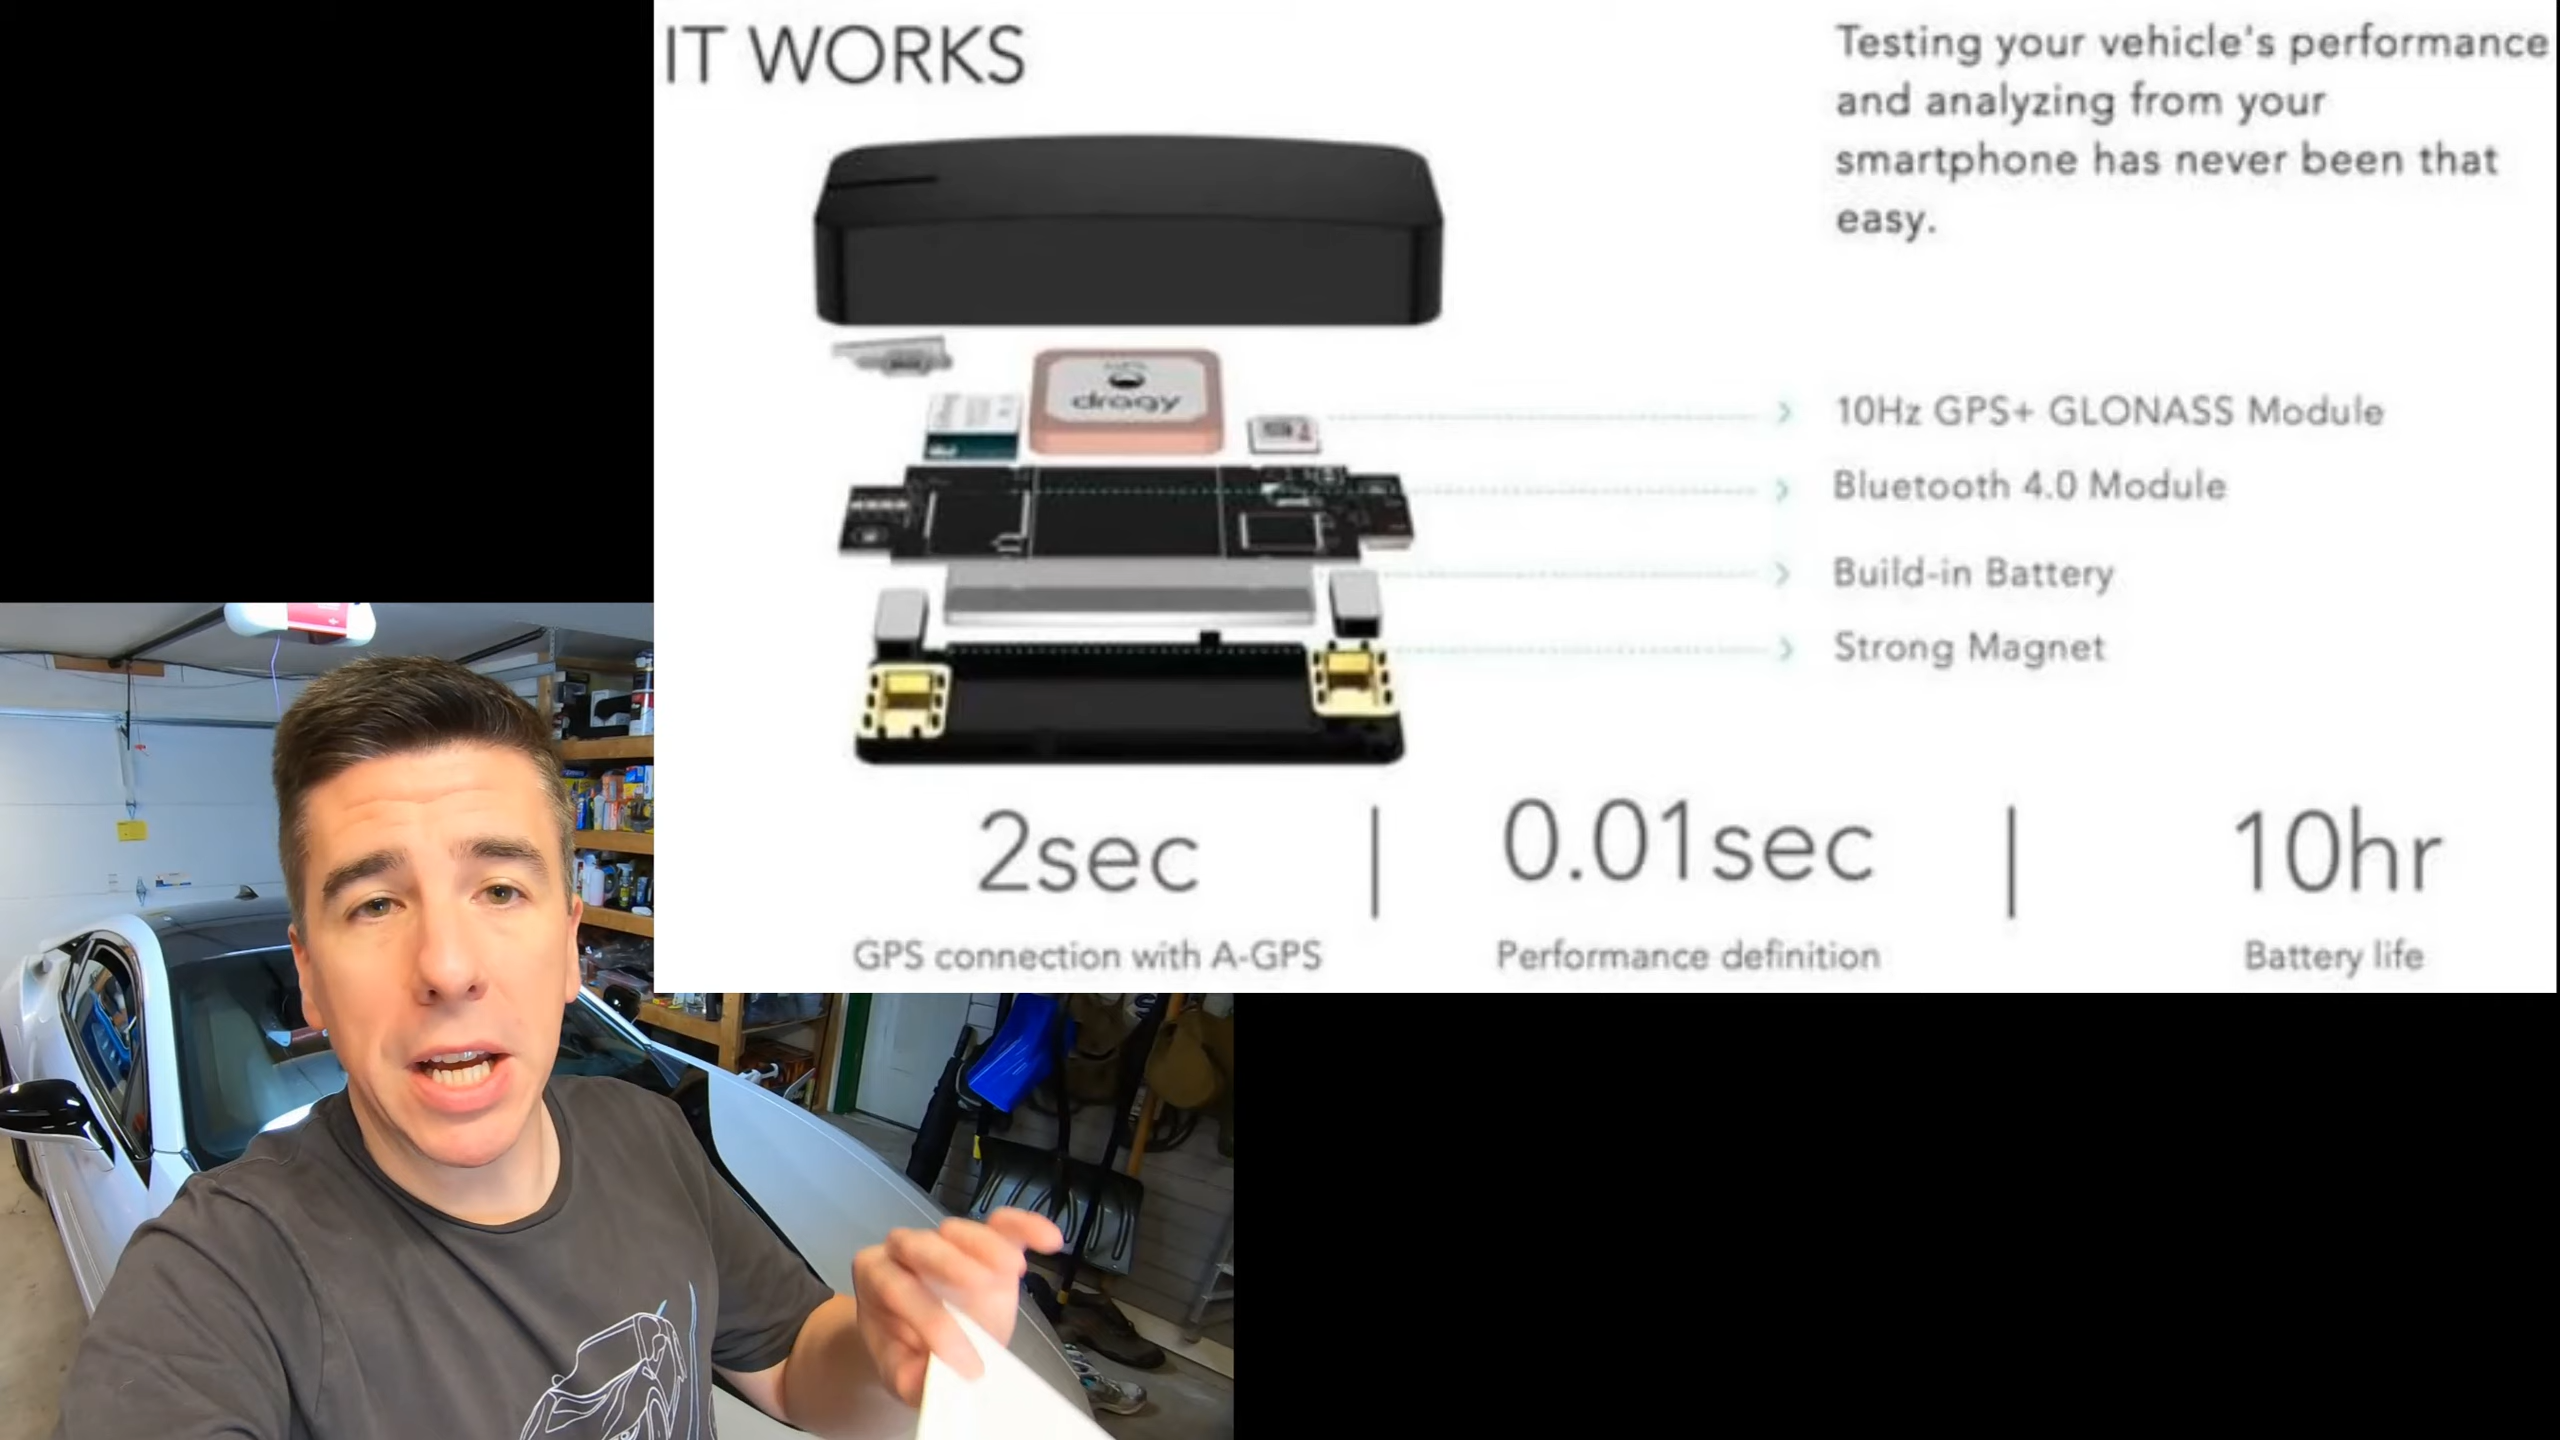 IT WORKS
Testing your vehicle's performance
and analyzing from your
smartphone has never been that
easy.
dragy
10Hz GPS+ GLONASS Module
Bluetooth 4.0 Module
Build-in Battery
Strong Magnet
2sec
GPS connection with A-GPS
0.01sec
Performance definition
10hr
Battery life